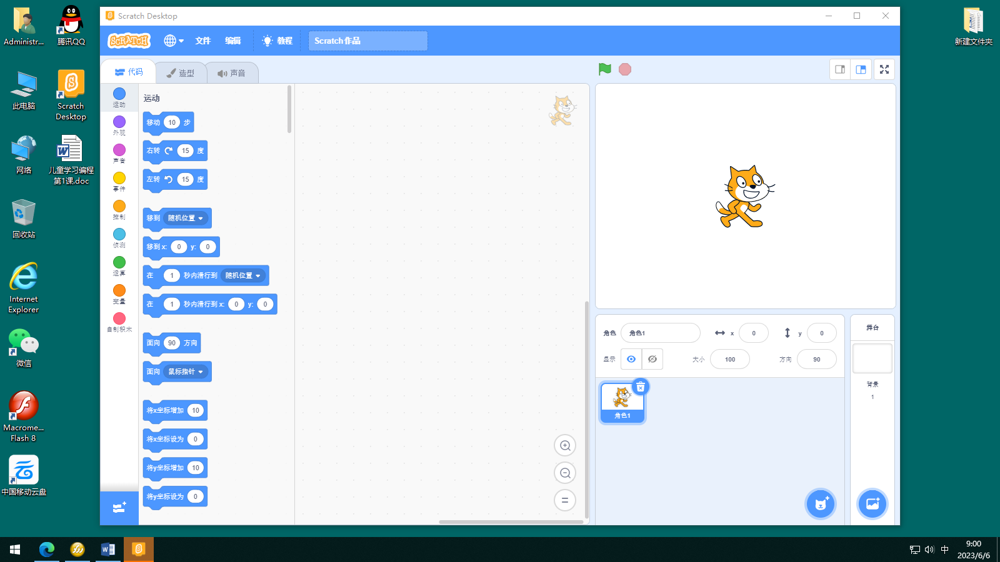 Administr...
腾讯QQ
此电脑
Scratch
Desktop
网络
儿童学习编程
第1课.doc
回收站
Internet
Explorer
微信
Macrome...
Flash 8
中国移动云盘
新建文件夹
Scratch Desktop
SCRATCH
文件
编辑
教程
Scratch作品
代码
造型
声音
运动
外观
声音
事件
控制
侦测
运算
变量
自制积木
运动
移动 10 步
右转 15 度
左转 15 度
移到 随机位置
移到 x: 0 y: 0
在 1 秒内滑行到 随机位置
在 1 秒内滑行到 x: 0 y: 0
面向 90 方向
面向 鼠标指针
将x坐标增加 10
将x坐标设为 0
将y坐标增加 10
将y坐标设为 0
角色 角色1 x 0 y 0
显示 大小 100 方向 90
角色1
舞台
背景
1
中
9:00
2023/6/6